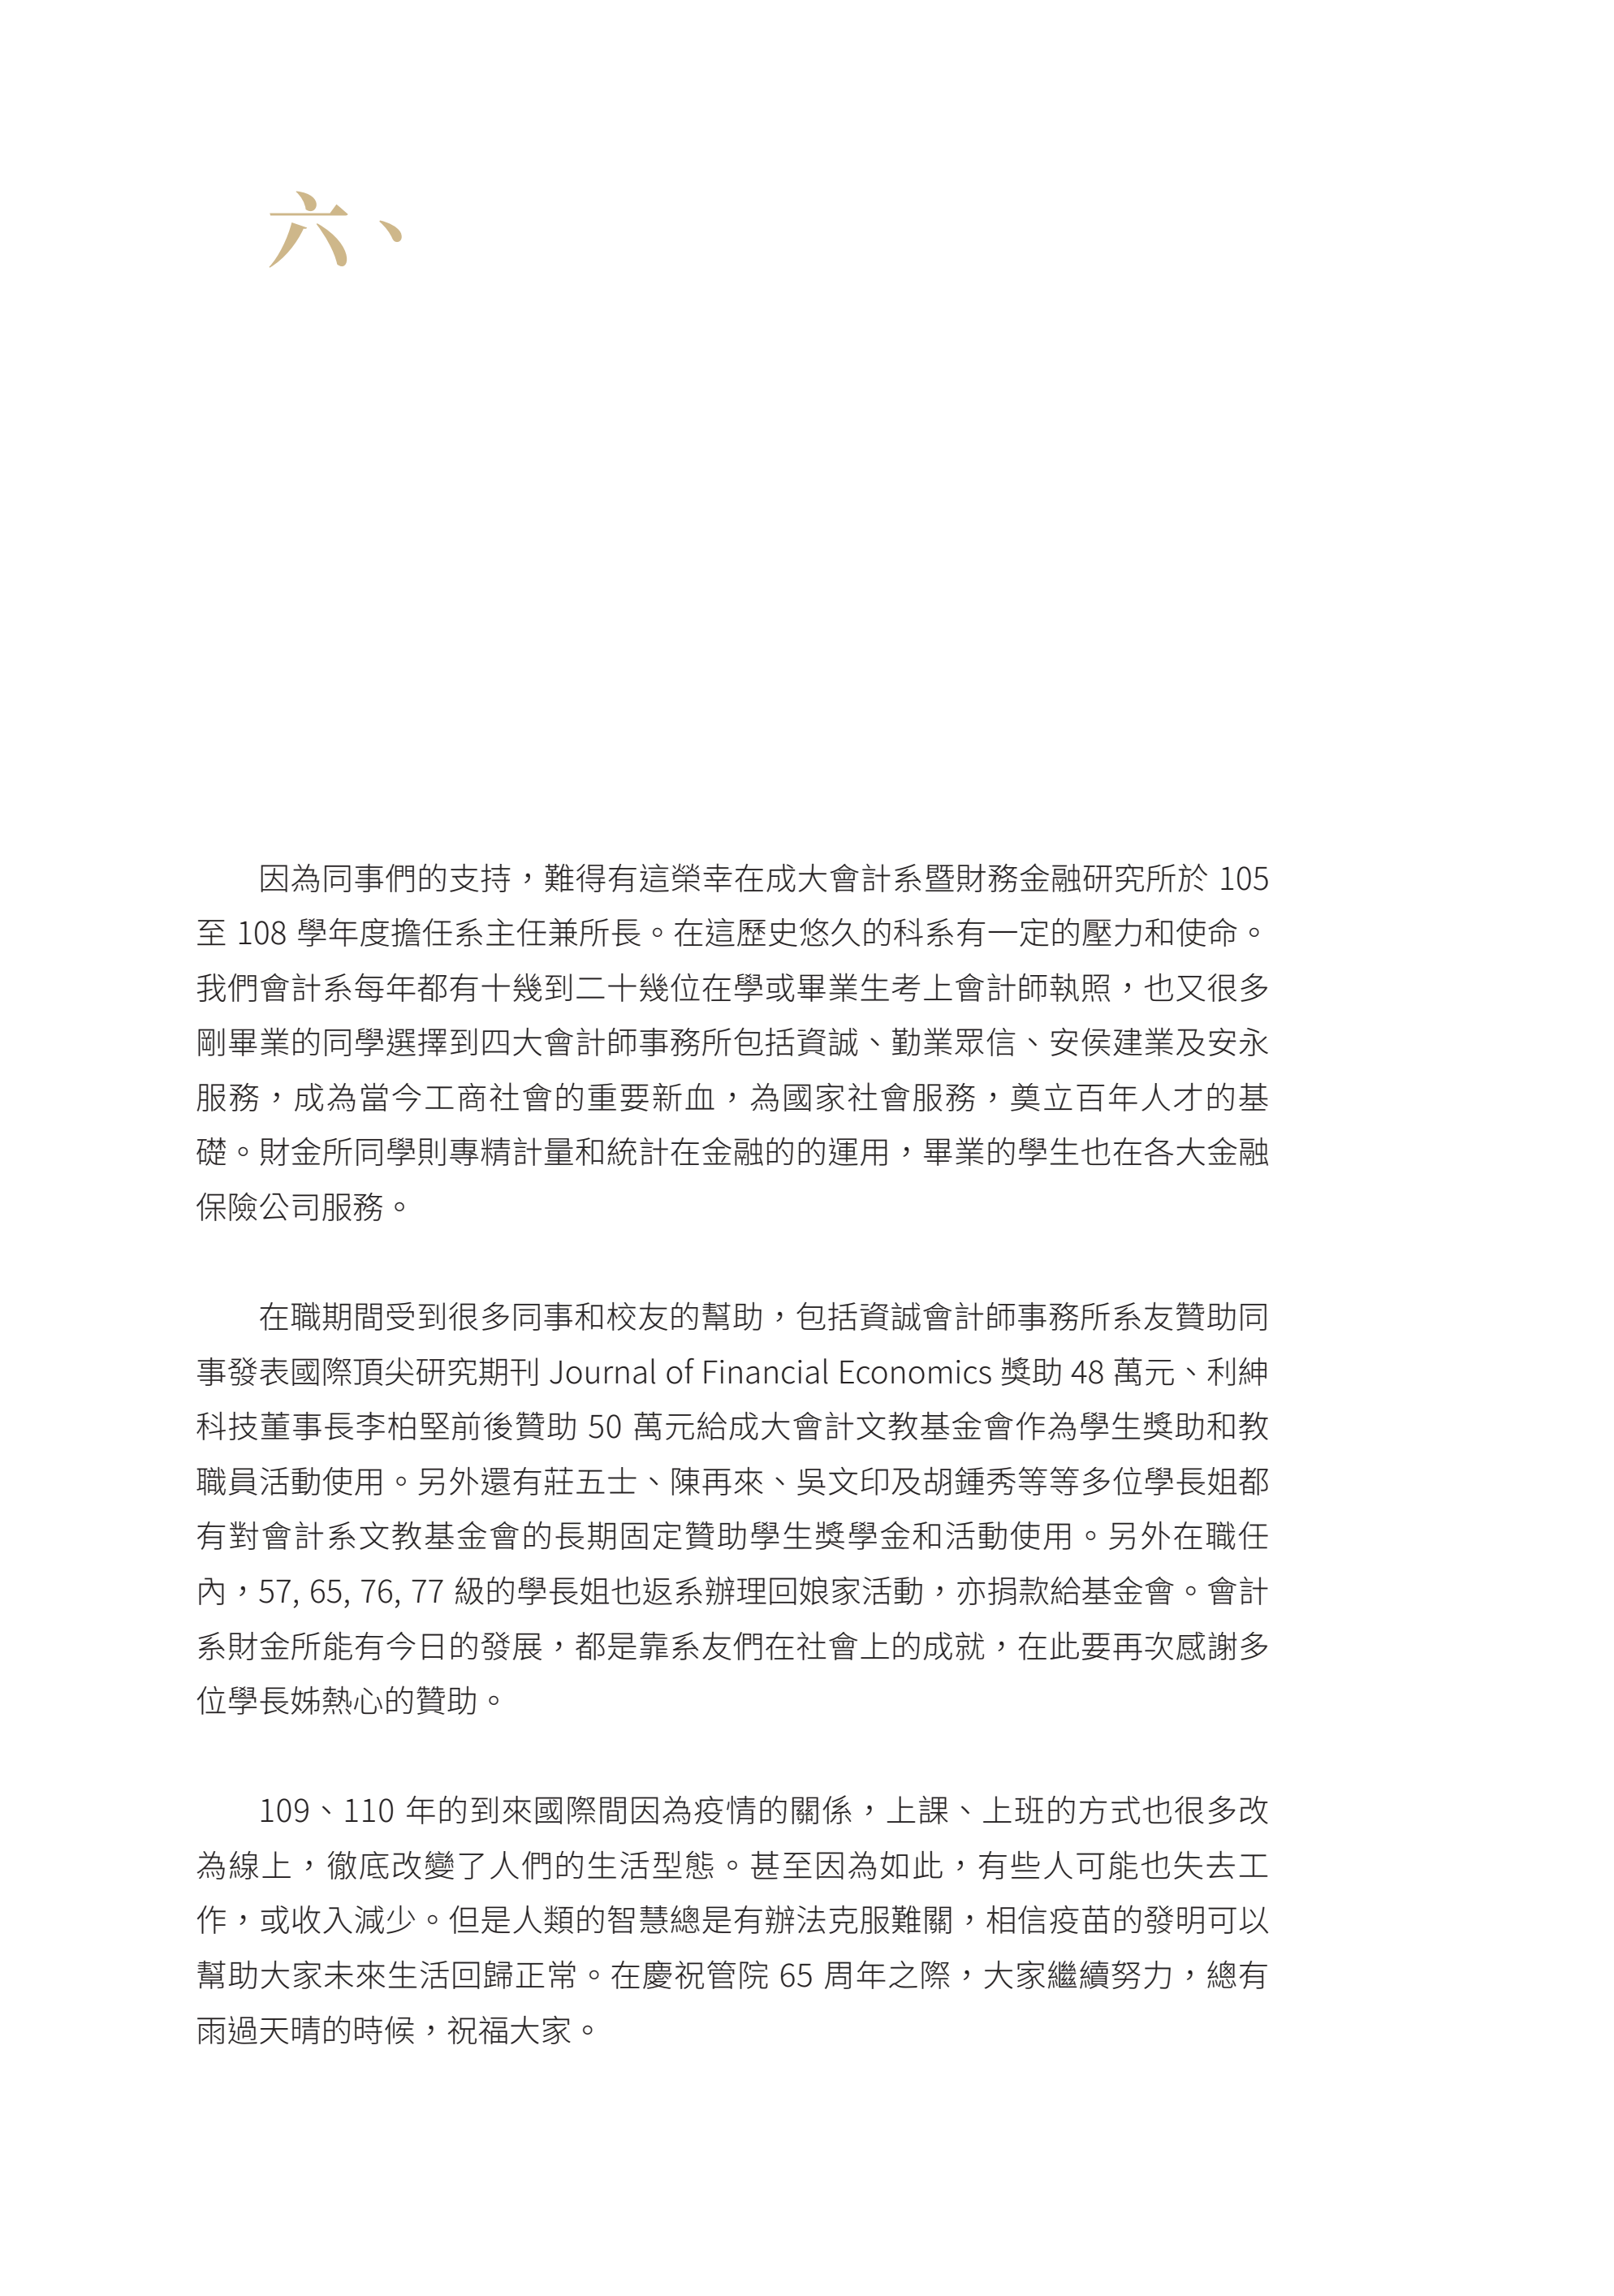 六、
因為同事們的支持，難得有這榮幸在成大會計系暨財務金融研究所於 105
至 108 學年度擔任系主任兼所長。在這歷史悠久的科系有一定的壓力和使命。
我們會計系每年都有十幾到二十幾位在學或畢業生考上會計師執照，也又很多
剛畢業的同學選擇到四大會計師事務所包括資誠、勤業眾信、安侯建業及安永
服務，成為當今工商社會的重要新血，為國家社會服務，奠立百年人才的基
礎。財金所同學則專精計量和統計在金融的的運用，畢業的學生也在各大金融
保險公司服務。
在職期間受到很多同事和校友的幫助，包括資誠會計師事務所系友贊助同
事發表國際頂尖研究期刊 Journal of Financial Economics 獎助 48 萬元、利紳
科技董事長李柏堅前後贊助 50 萬元給成大會計文教基金會作為學生獎助和教
職員活動使用。另外還有莊五士、陳再來、吳文印及胡鍾秀等等多位學長姐都
有對會計系文教基金會的長期固定贊助學生獎學金和活動使用。另外在職任
內，57, 65, 76, 77 級的學長姐也返系辦理回娘家活動，亦捐款給基金會。會計
系財金所能有今日的發展，都是靠系友們在社會上的成就，在此要再次感謝多
位學長姊熱心的贊助。
109、110 年的到來國際間因為疫情的關係，上課、上班的方式也很多改
為線上，徹底改變了人們的生活型態。甚至因為如此，有些人可能也失去工
作，或收入減少。但是人類的智慧總是有辦法克服難關，相信疫苗的發明可以
幫助大家未來生活回歸正常。在慶祝管院 65 周年之際，大家繼續努力，總有
雨過天晴的時候，祝福大家。